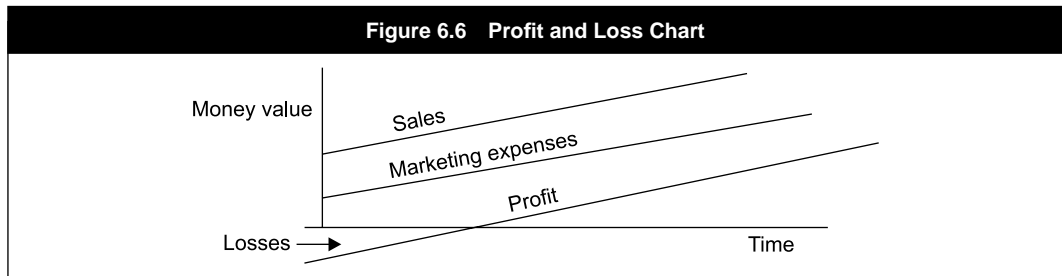 Figure 6.6 Profit and Loss Chart
Money value
Sales
Marketing expenses
Profit
Losses
Time